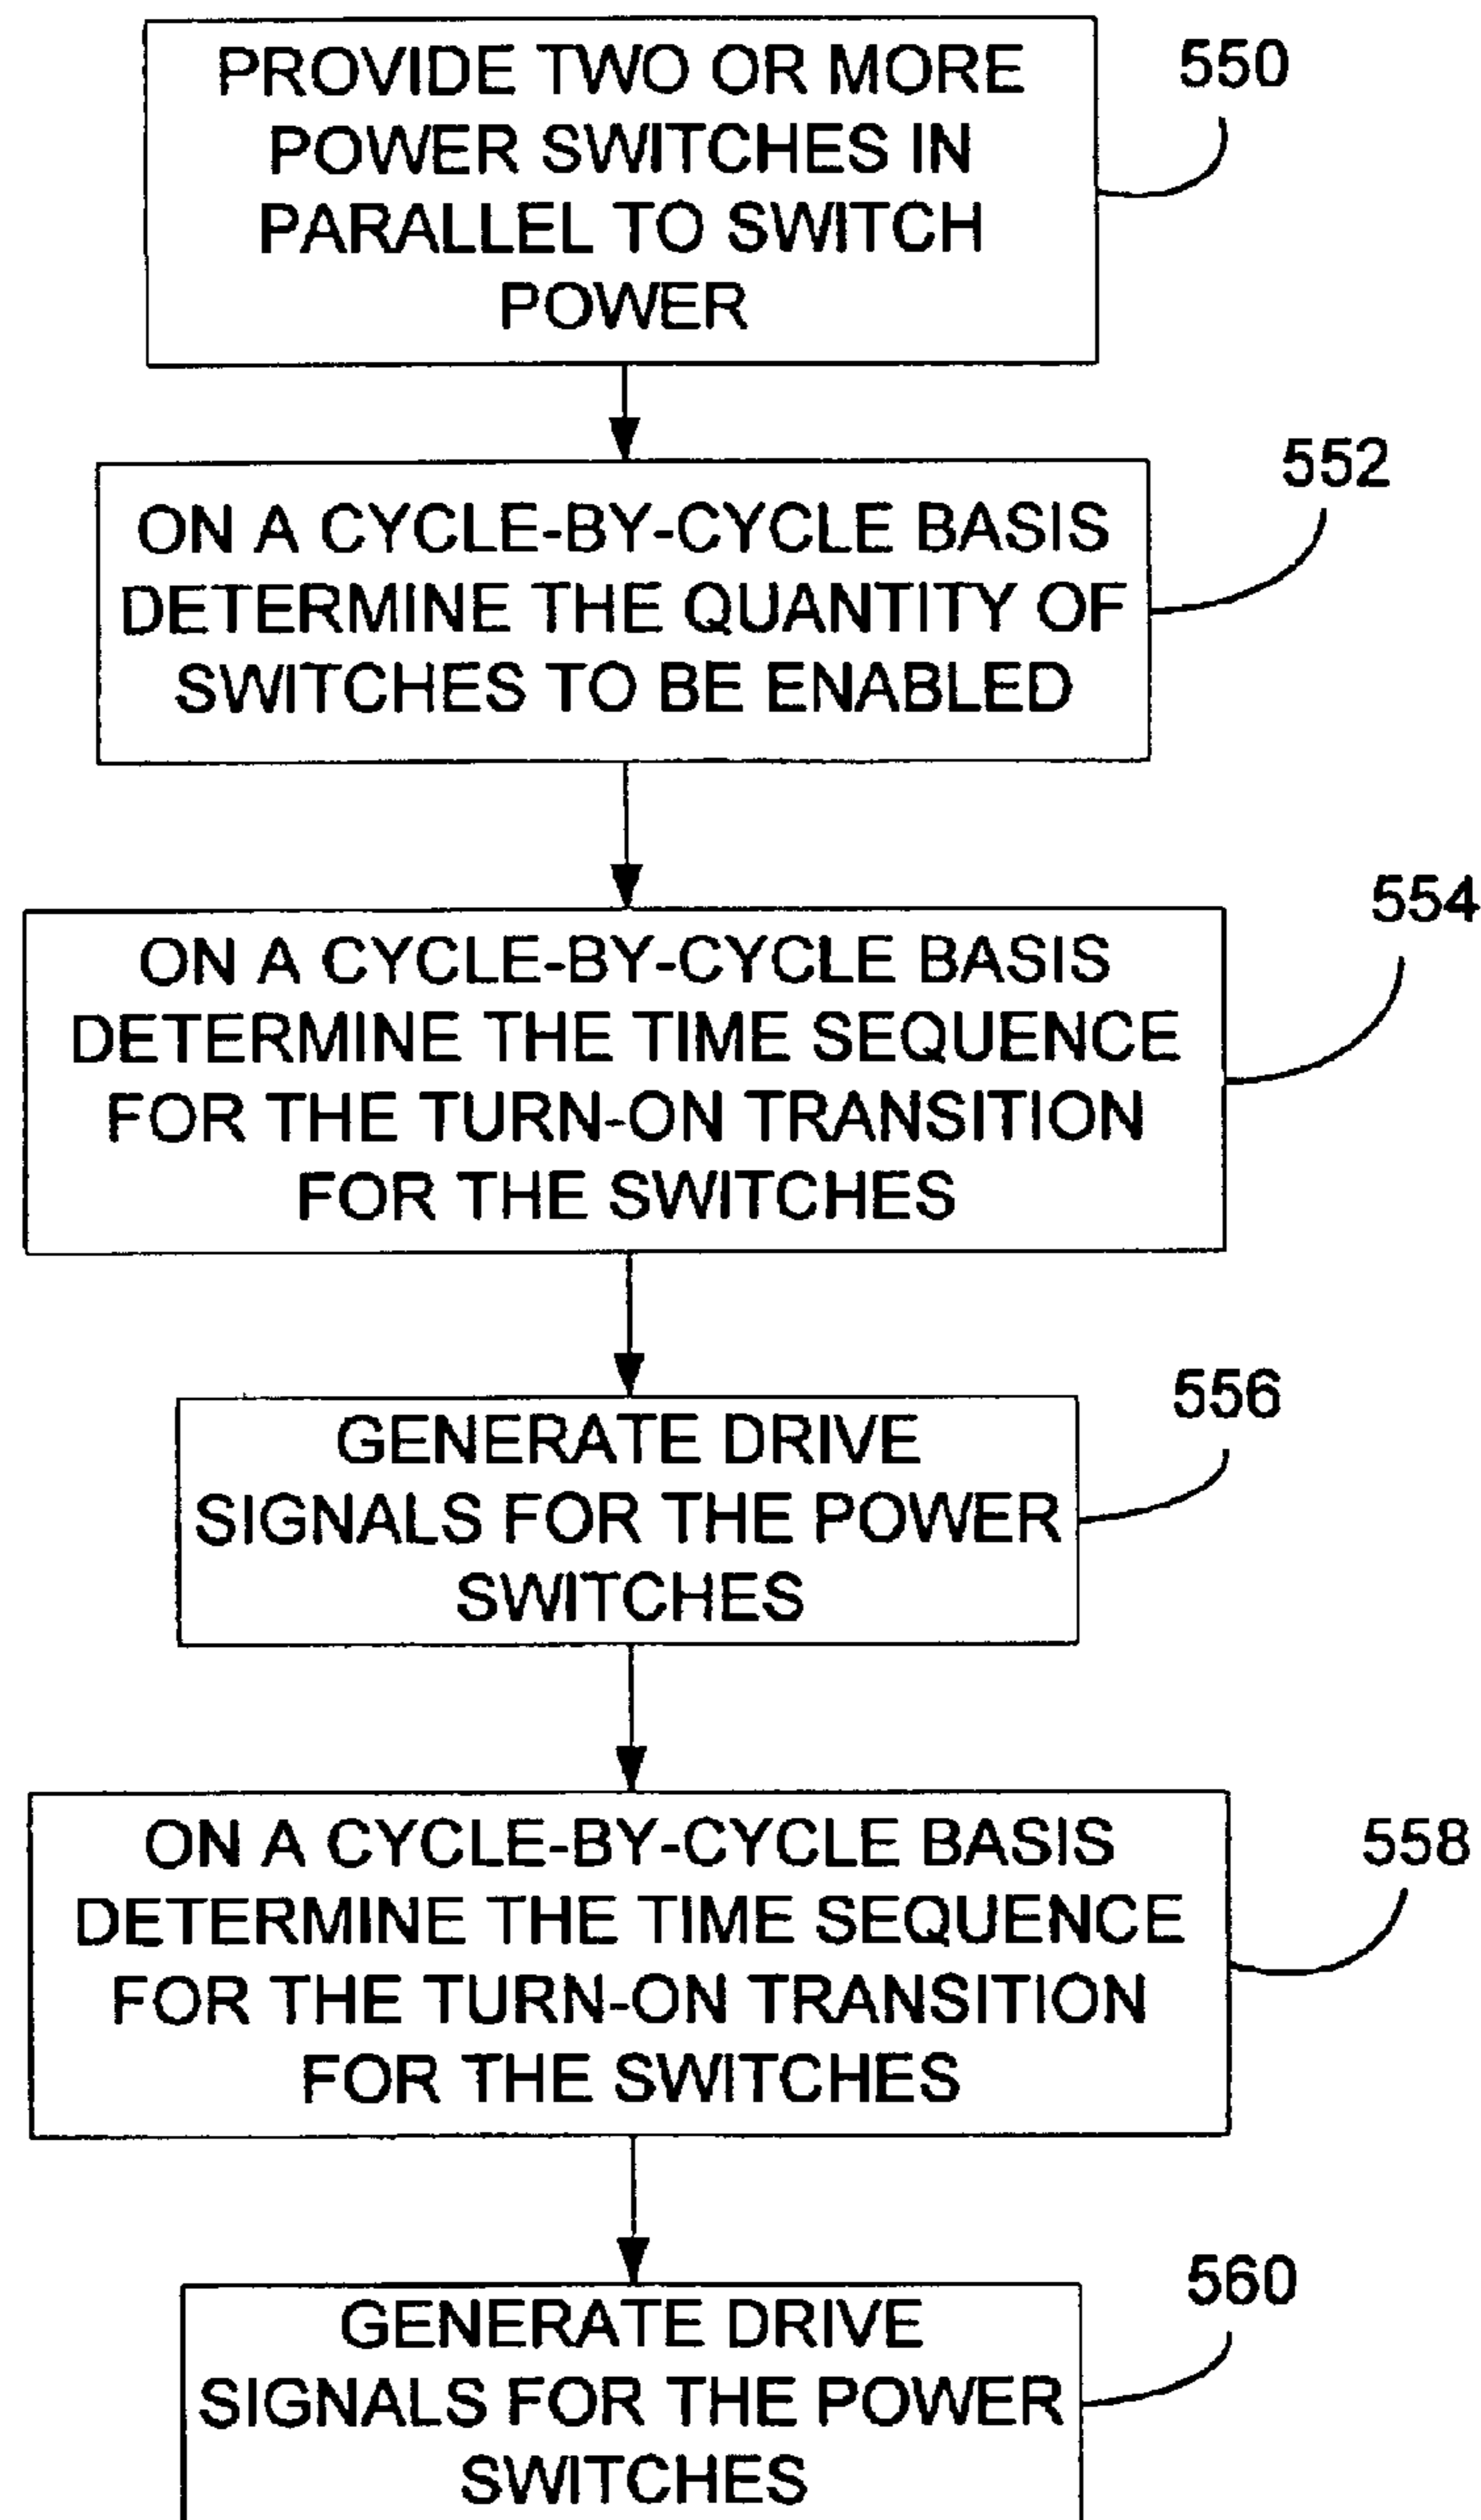 PROVIDE TWO OR MORE
POWER SWITCHES IN
PARALLEL TO SWITCH
POWER
550
ON A CYCLE-BY-CYCLE BASIS
DETERMINE THE QUANTITY OF
SWITCHES TO BE ENABLED
552
ON A CYCLE-BY-CYCLE BASIS
DETERMINE THE TIME SEQUENCE
FOR THE TURN-ON TRANSITION
FOR THE SWITCHES
554
GENERATE DRIVE
SIGNALS FOR THE POWER
SWITCHES
556
ON A CYCLE-BY-CYCLE BASIS
DETERMINE THE TIME SEQUENCE
FOR THE TURN-ON TRANSITION
FOR THE SWITCHES
558
GENERATE DRIVE
SIGNALS FOR THE POWER
SWITCHES
560